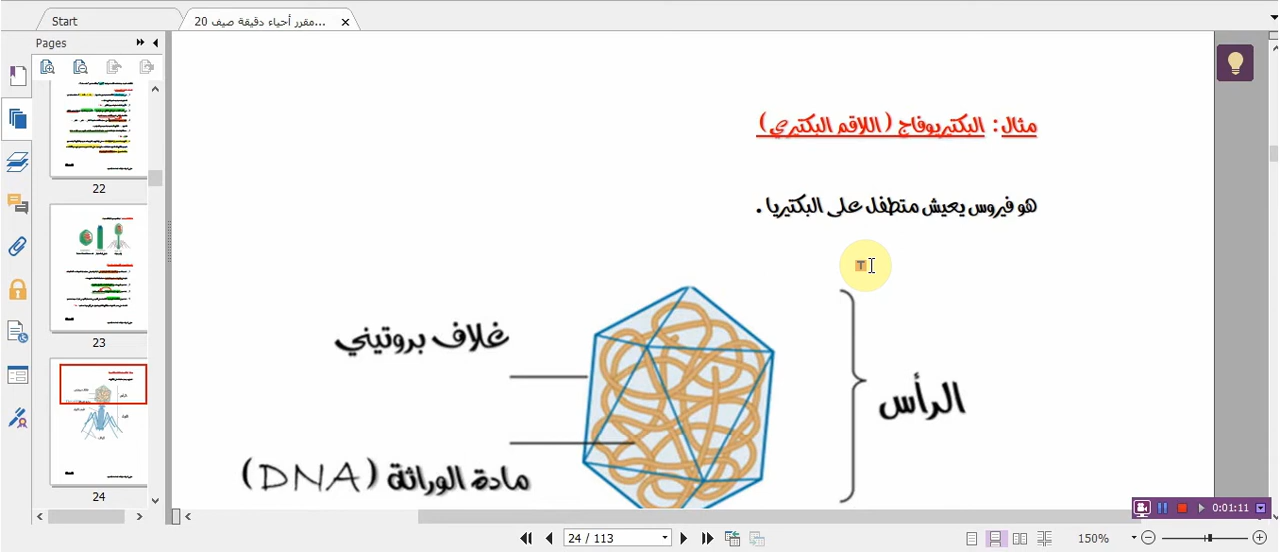 Start
مقرر أحياء دقيقة صيف 20...
Pages
مثال : البكتريوفاج ( اللاقم البكتيري )
هو فيروس يعيش متطفل على البكتيريا .
غلاف بروتيني
الرأس
مادة الوراثة (DNA)
22
23
24
24 / 113
0:01:11
150%